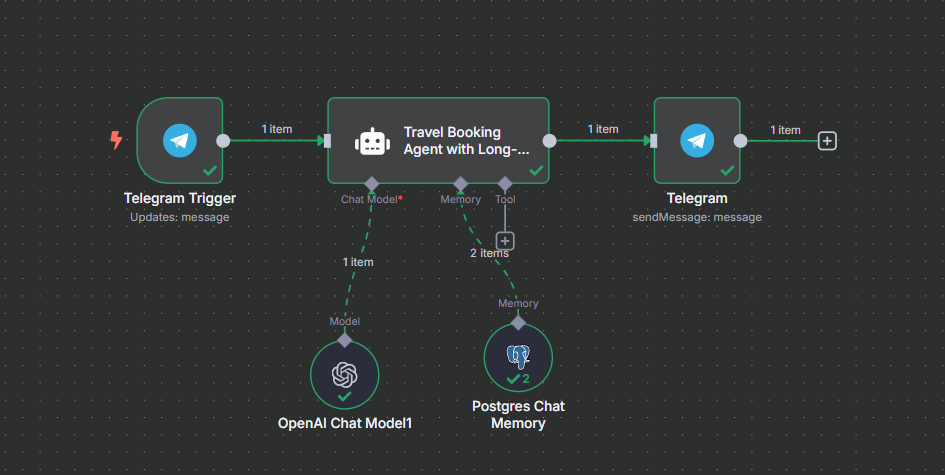 1 item
Travel Booking
Agent with Long-...
1 item
1 item
Telegram Trigger
Updates: message
Chat Model*
Memory
Tool
Telegram
sendMessage: message
2 items
1 item
Memory
Model
2
OpenAI Chat Model1
Postgres Chat
Memory